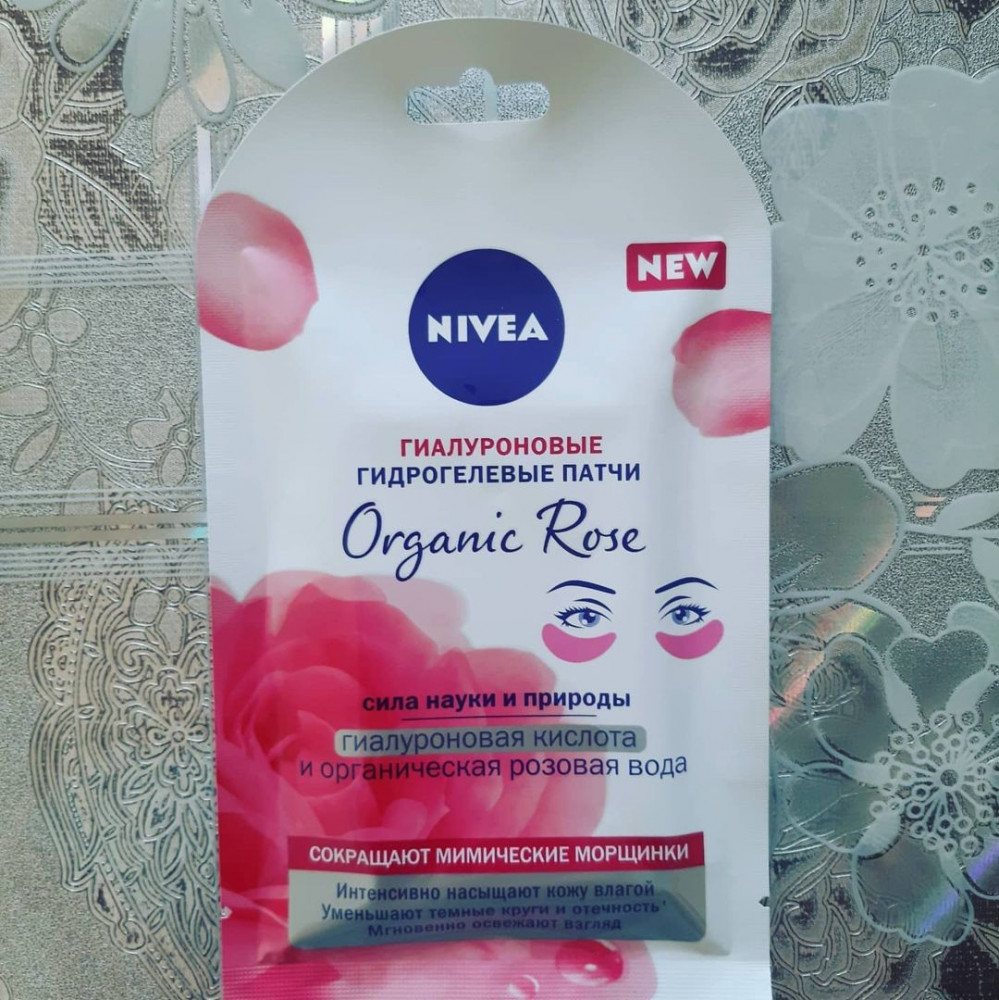 NEW
NIVEA
ГИАЛУРОНОВЫЕ
ГИДРОГЕЛЕВЫЕ ПАТЧИ
Organic Rose
сила науки и природы
гиалуроновая кислота
и органическая розовая вода
СОКРАЩАЮТ МИМИЧЕСКИЕ МОРЩИНКИ
Интенсивно насыщают кожу влагой
Уменьшают темные круги и отечность
Мгновенно освежают взгляд